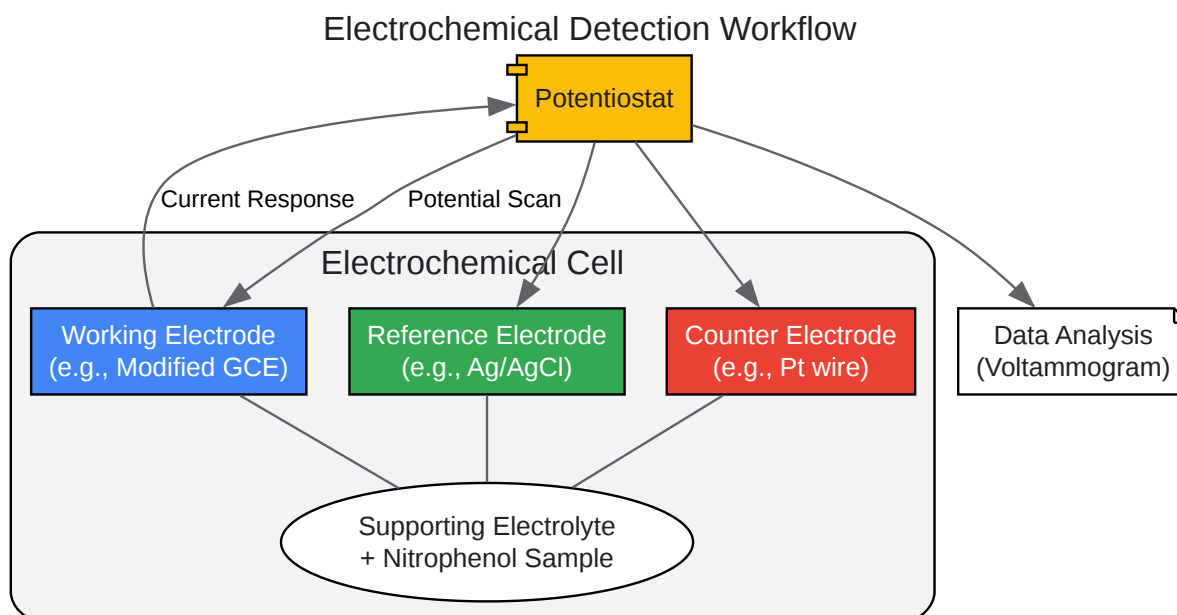 Electrochemical Detection Workflow
Potentiostat
Current Response
Potential Scan
Electrochemical Cell
Working Electrode
(e.g., Modified GCE)
Reference Electrode
(e.g., Ag/AgCl)
Counter Electrode
(e.g., Pt wire)
Data Analysis
(Voltammogram)
Supporting Electrolyte
+ Nitrophenol Sample